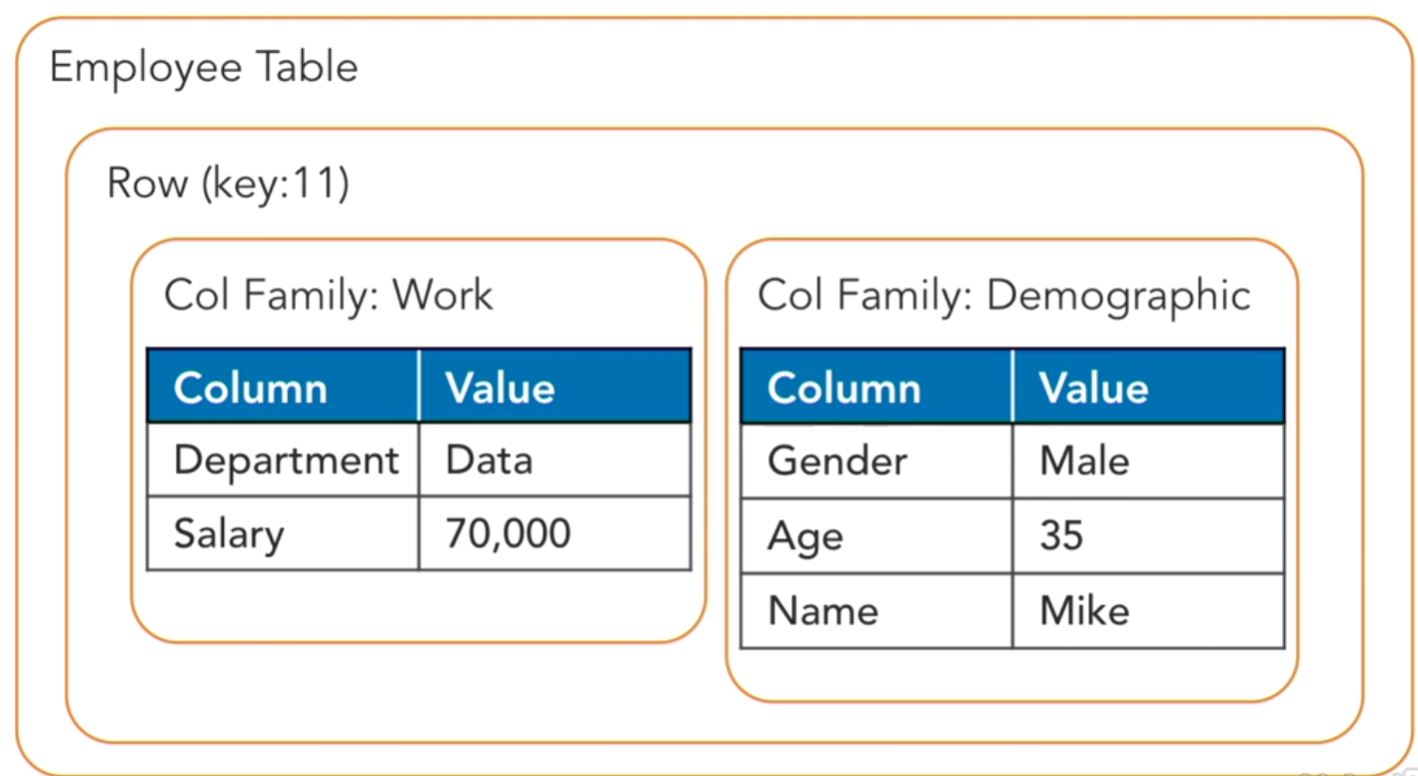 Employee Table
Row (key:11)
Col Family: Work
Column Value
Department Data
Salary 70,000
Col Family: Demographic
Column Value
Gender Male
Age 35
Name Mike